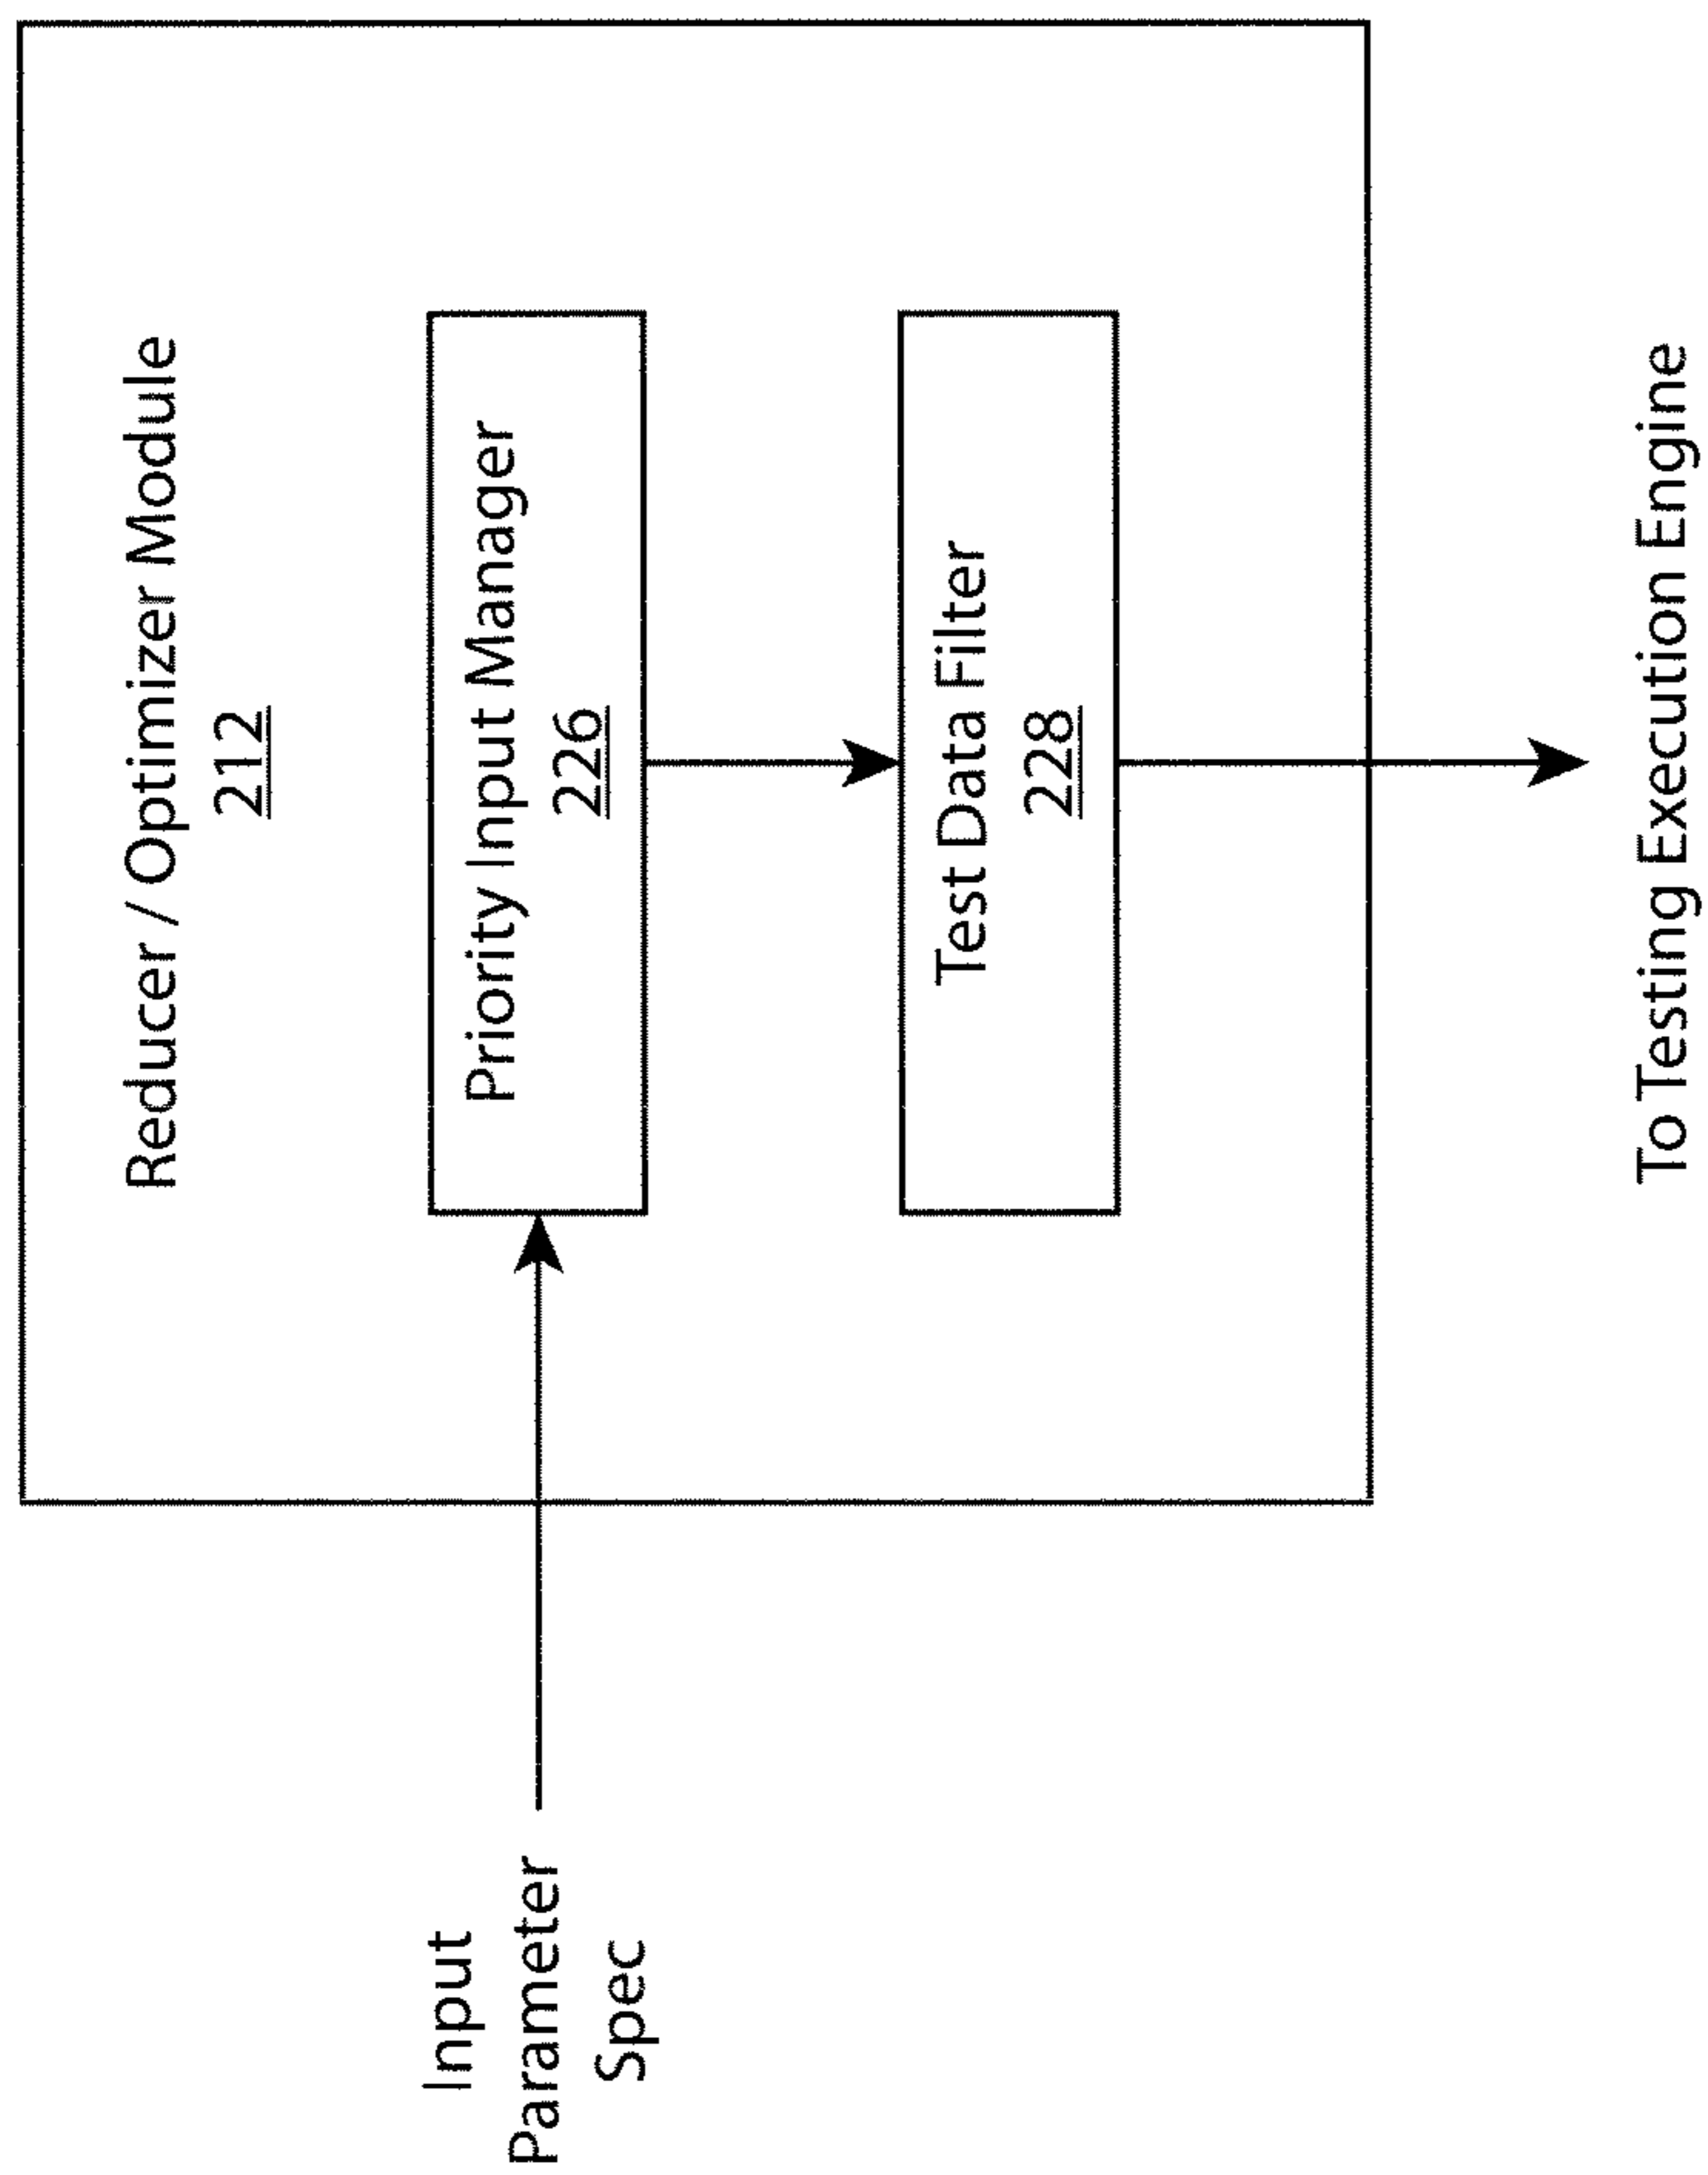 Reducer / Optimizer Module
212
Input
Parameter
Spec
Priority Input Manager
226
Test Data Filter
228
To Testing Execution Engine